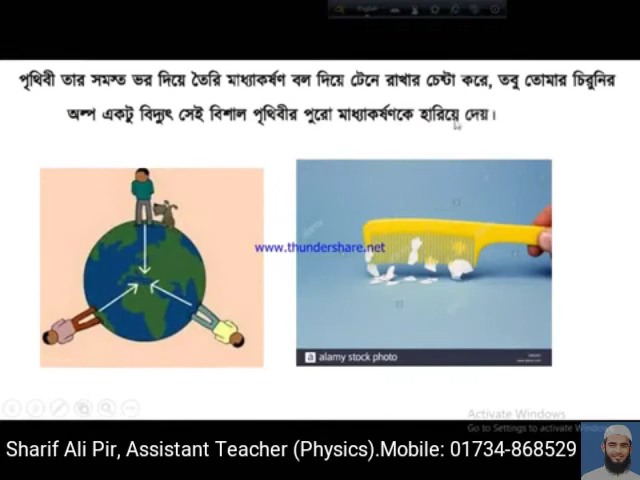 English
পৃথিবী তার সমস্ত ভর দিয়ে তৈরি মাধ্যাকর্ষণ বল দিয়ে টেনে রাখার চেষ্টা করে, তবু তোমার চিরুনির
অল্প একটু বিদ্যুৎ সেই বিশাল পৃথিবীর পুরো মাধ্যাকর্ষণকে হারিয়ে দেয়।
www.thundershare.net
a alamy stock photo
Activate Windows
Go to Settings to activate Windows
Sharif Ali Pir, Assistant Teacher (Physics).Mobile: 01734-868529